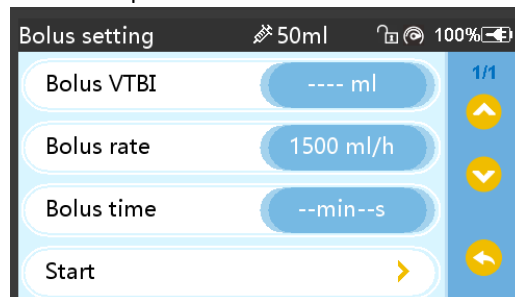 Bolus setting 50ml 100%
1/1
Bolus VTBI ---- ml
Bolus rate 1500 ml/h
Bolus time --min--s
Start